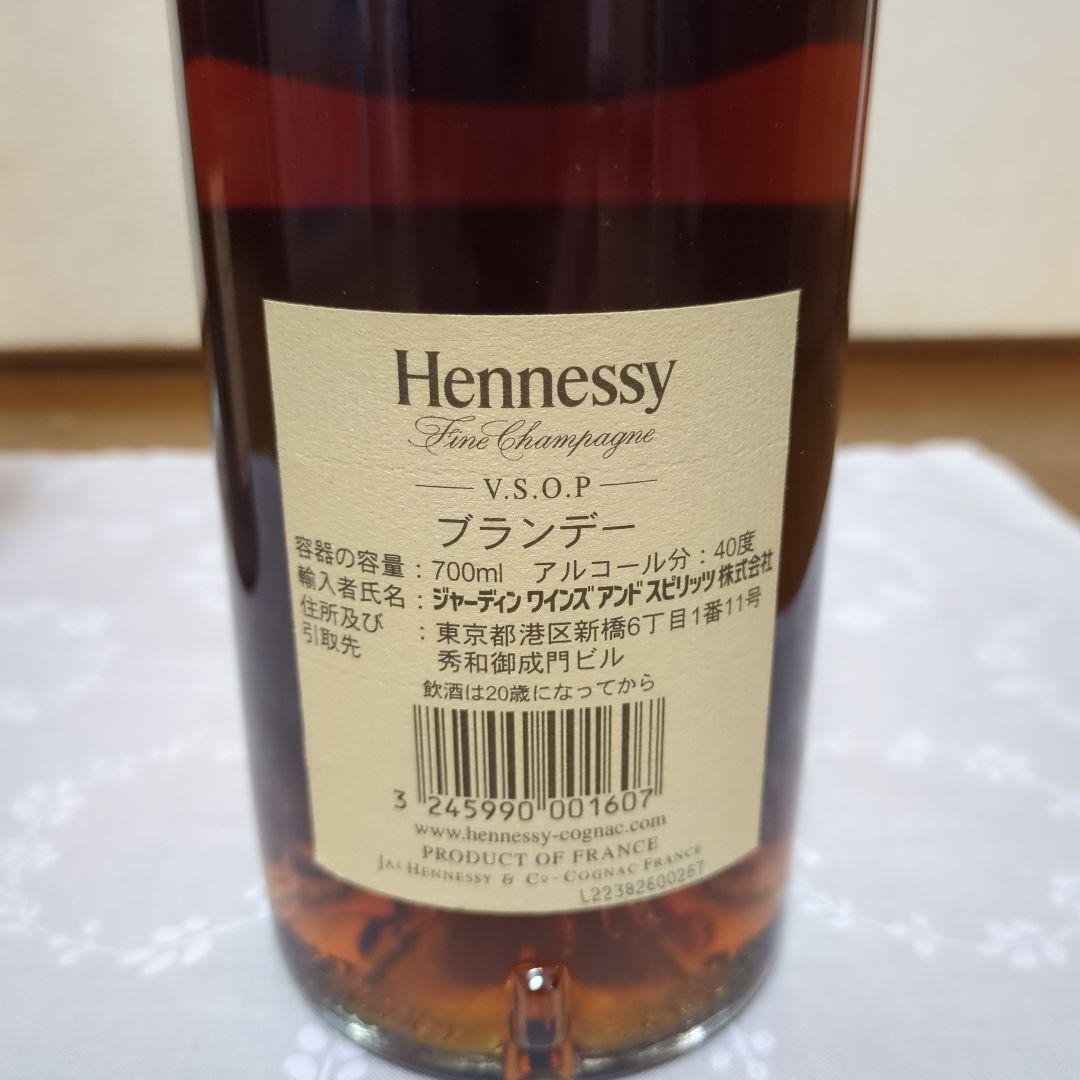 Hennessy
Fine Champagne
V.S.O.P
ブランデー
容器の容量：700ml アルコール分：40度
輸入者氏名：ジャーディン ワインズ アンド スピリッツ 株式会社
住所及び引取先：東京都港区新橋6丁目1番11号
秀和御成門ビル
飲酒は20歳になってから
3 245990 001607
www.hennessy-cognac.com
PRODUCT OF FRANCE
JAS HENNESSY & CO - COGNAC FRANCE
L22382600267